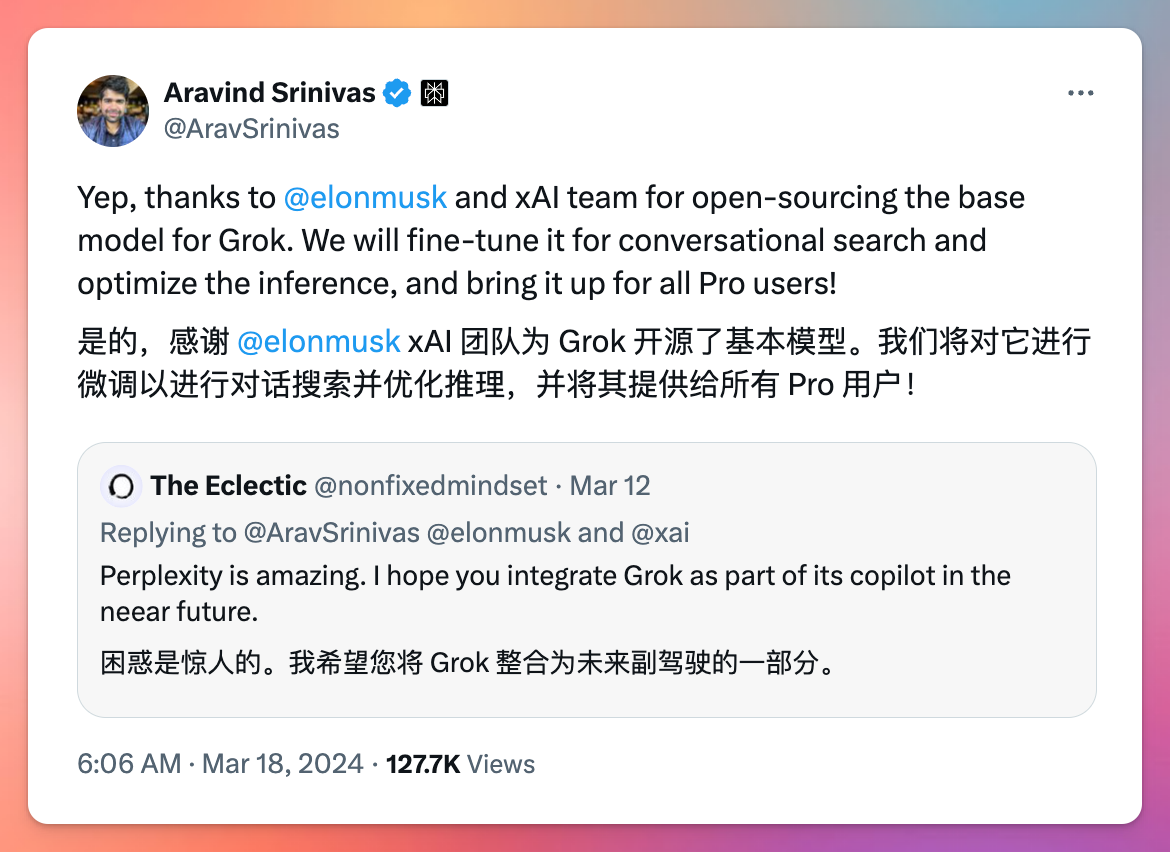 Aravind Srinivas
@AravSrinivas
Yep, thanks to @elonmusk and xAI team for open-sourcing the base
model for Grok. We will fine-tune it for conversational search and
optimize the inference, and bring it up for all Pro users!
是的，感谢 @elonmusk xAI 团队为 Grok 开源了基本模型。我们将对它进行
微调以进行对话搜索并优化推理，并将其提供给所有 Pro 用户！
The Eclectic @nonfixedmindset · Mar 12
Replying to @AravSrinivas @elonmusk and @xai
Perplexity is amazing. I hope you integrate Grok as part of its copilot in the
neear future.
困惑是惊人的。我希望您将 Grok 整合为未来副驾驶的一部分。
6:06 AM · Mar 18, 2024 · 127.7K Views